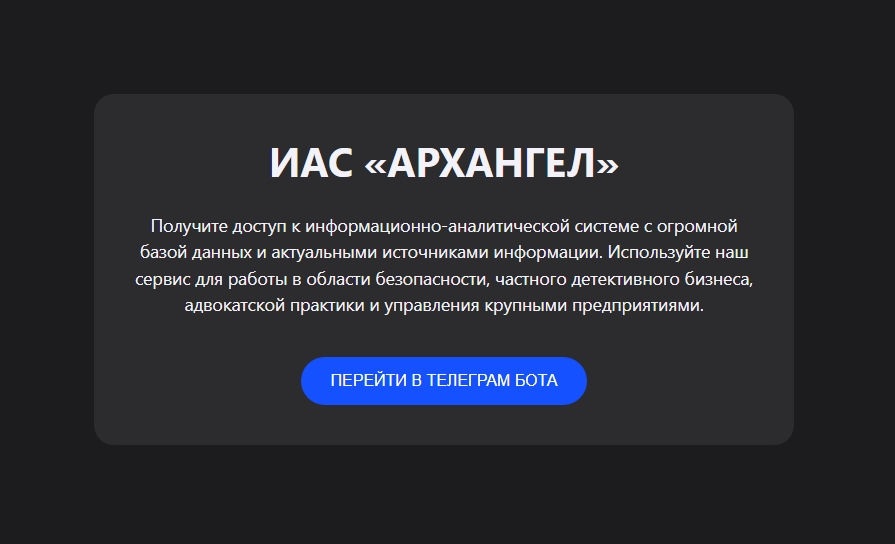 ИАС «АРХАНГЕЛ»
Получите доступ к информационно-аналитической системе с огромной
базой данных и актуальными источниками информации. Используйте наш
сервис для работы в области безопасности, частного детективного бизнеса,
адвокатской практики и управления крупными предприятиями.
ПЕРЕЙТИ В ТЕЛЕГРАМ БОТА